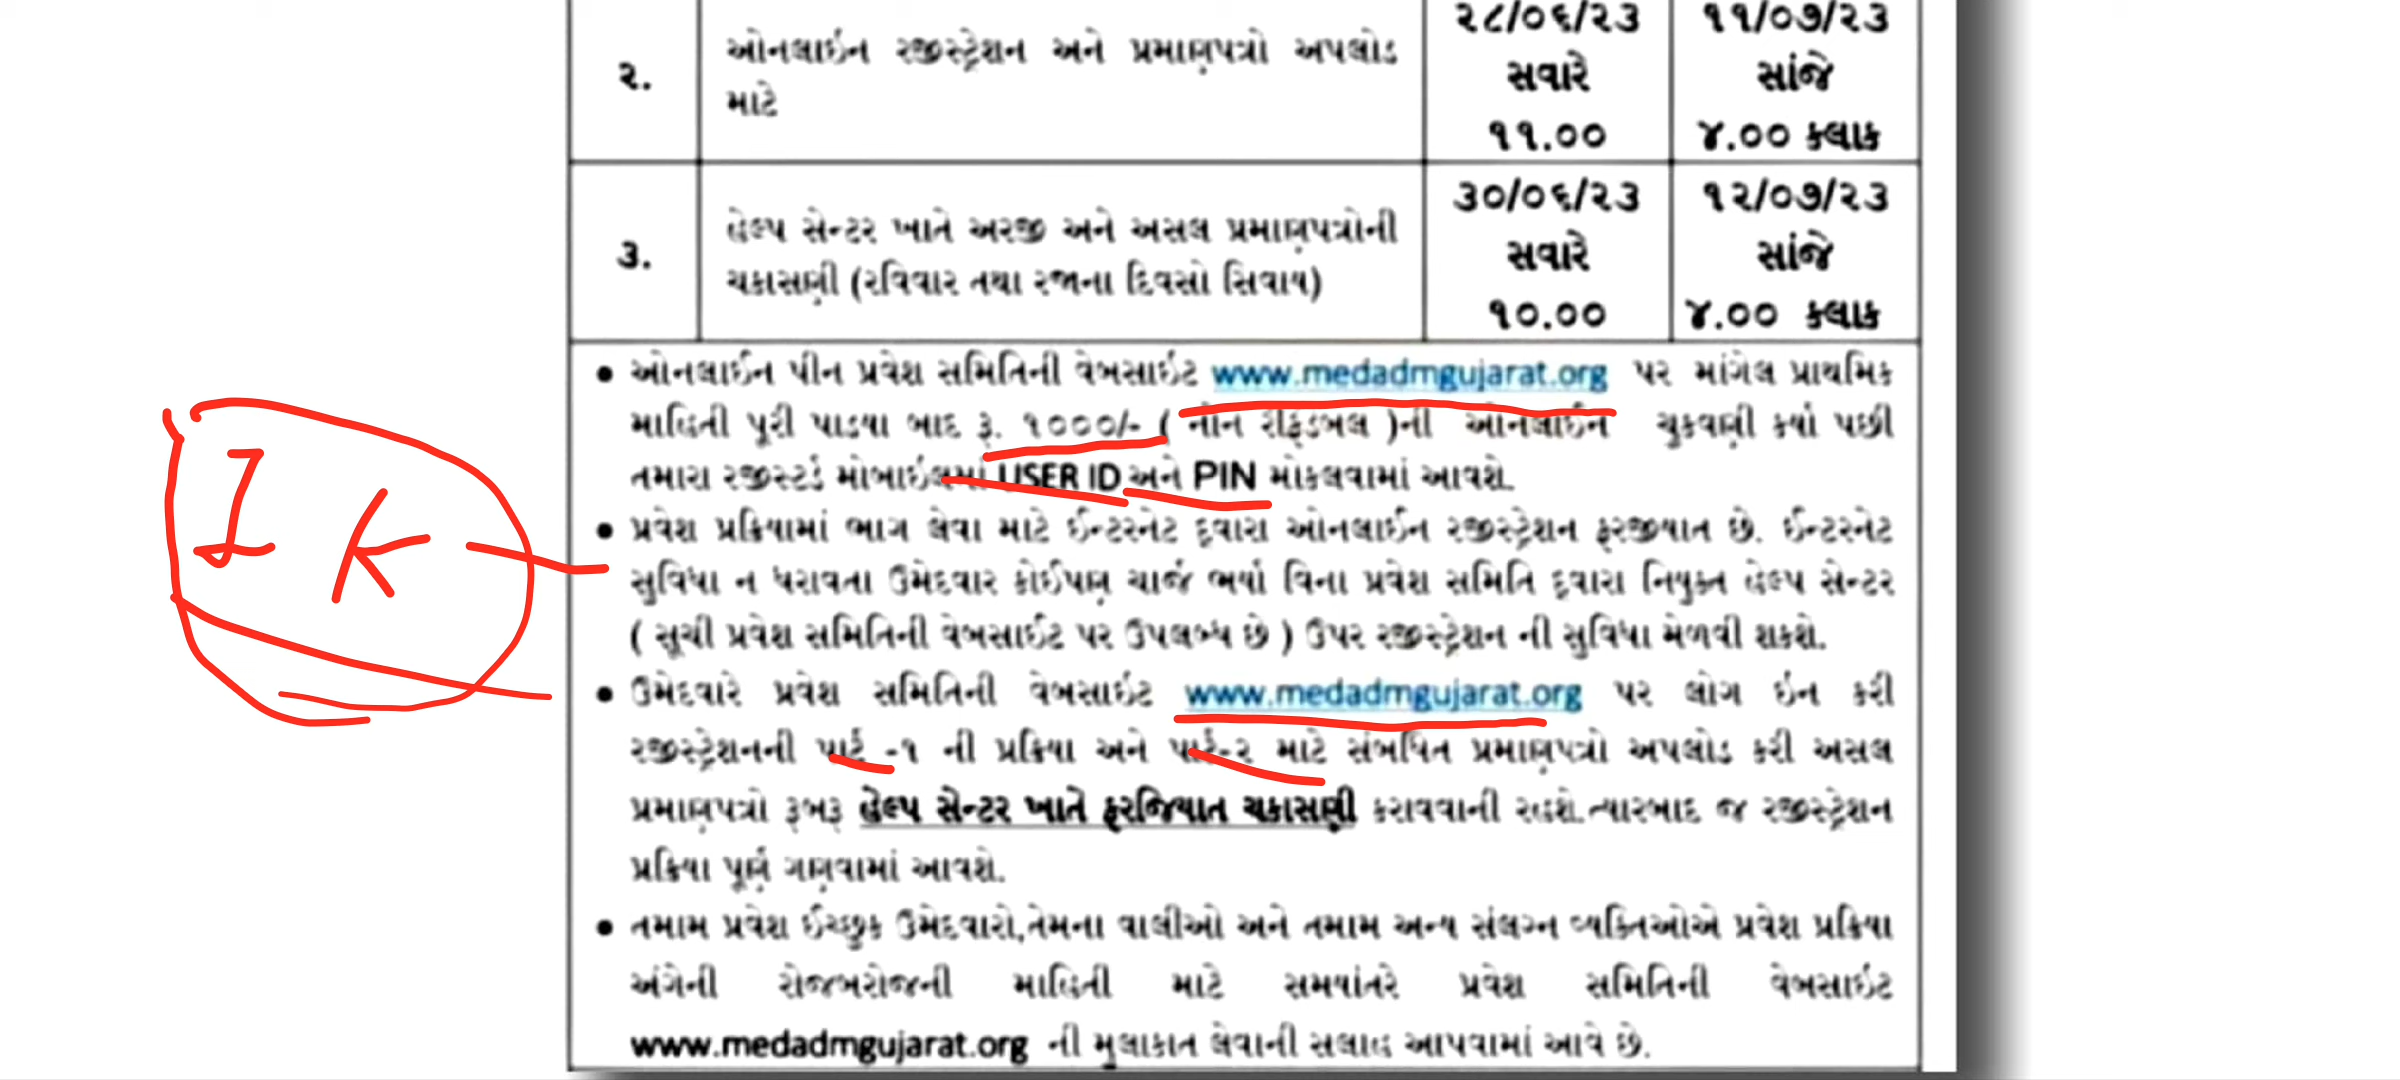 ૨.
ઓનલાઈન રજીસ્ટ્રેશન અને પ્રમાણપત્રો અપલોડ
માટે
૨૮/૦૬/૨૩
સવારે
૧૧.૦૦
૧૧/૦૭/૨૩
સાંજે
૪.૦૦ કલાક
૩.
હેલ્પ સેન્ટર ખાતે અરજી અને અસલ પ્રમાણપત્રોની
ચકાસણી (રવિવાર તથા રજાના દિવસો સિવાય)
૩૦/૦૬/૨૩
સવારે
૧૦.૦૦
૧૨/૦૭/૨૩
સાંજે
૪.૦૦ કલાક
• ઓનલાઈન પીન પ્રવેશ સમિતિની વેબસાઈટ www.medadmgujarat.org પર માંગેલ પ્રાથમિક
માહિતી પૂરી પાડયા બાદ રૂ. ૧૦૦૦/- ( નોન રીફંડબલ )ની ઓનલાઈન ચુકવણી કર્યા પછી
તમારા રજીસ્ટર્ડ મોબાઈલમાં USER ID અને PIN મોકલવામાં આવશે.
I K
• પ્રવેશ પ્રક્રિયામાં ભાગ લેવા માટે ઈન્ટરનેટ દ્વારા ઓનલાઈન રજીસ્ટ્રેશન ફરજીયાત છે. ઈન્ટરનેટ
સુવિધા ન ધરાવતા ઉમેદવાર કોઈપણ ચાર્જ ભર્યા વિના પ્રવેશ સમિતિ દ્વારા નિયુક્ત હેલ્પ સેન્ટર
( સૂચી પ્રવેશ સમિતિની વેબસાઈટ પર ઉપલબ્ધ છે ) ઉપર રજીસ્ટ્રેશન ની સુવિધા મેળવી શકશે.
• ઉમેદવારે પ્રવેશ સમિતિની વેબસાઈટ www.medadmgujarat.org પર લોગ ઈન કરી
રજીસ્ટ્રેશનની પાર્ટ -૧ ની પ્રક્રિયા અને પાર્ટ-૨ માટે સંબધિત પ્રમાણપત્રો અપલોડ કરી અસલ
પ્રમાણપત્રો રૂબરૂ હેલ્પ સેન્ટર ખાતે ફરજિયાત ચકાસણી કરાવવાની રહશે.ત્યારબાદ જ રજીસ્ટ્રેશન
પ્રક્રિયા પૂર્ણ ગણવામાં આવશે.
• તમામ પ્રવેશ ઈચ્છુક ઉમેદવારો,તેમના વાલીઓ અને તમામ અન્ય સંલગ્ન વ્યક્તિઓએ પ્રવેશ પ્રક્રિયા
અંગેની રોજબરોજની માહિતી માટે સમયાંતરે પ્રવેશ સમિતિની વેબસાઈટ
www.medadmgujarat.org ની મુલાકાત લેવાની સલાહ આપવામાં આવે છે.